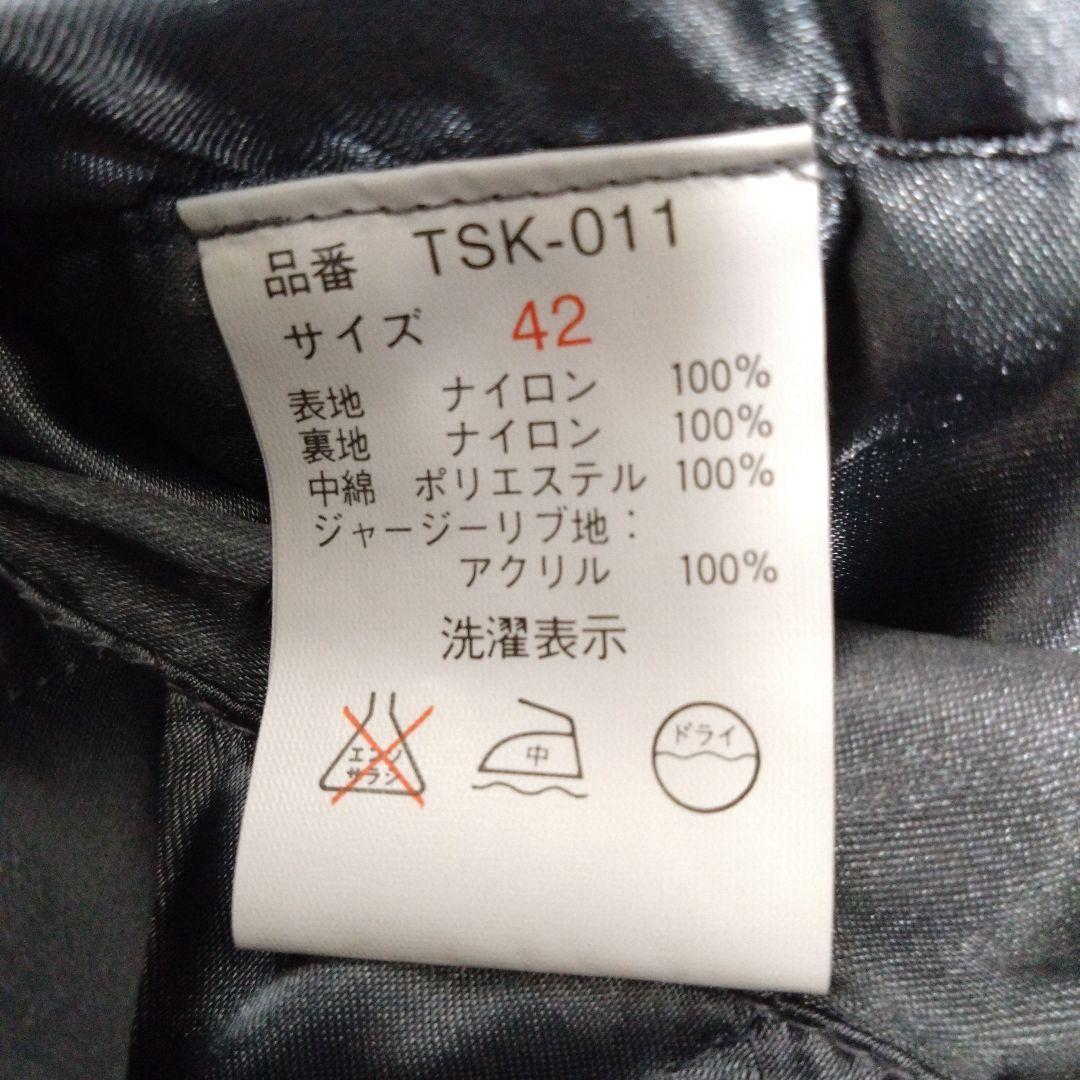 品番 TSK-011
サイズ 42
表地 ナイロン 100%
裏地 ナイロン 100%
中綿 ポリエステル 100%
ジャージーリブ地：
アクリル 100%
洗濯表示
エンソ
サラシ
中
ドライ